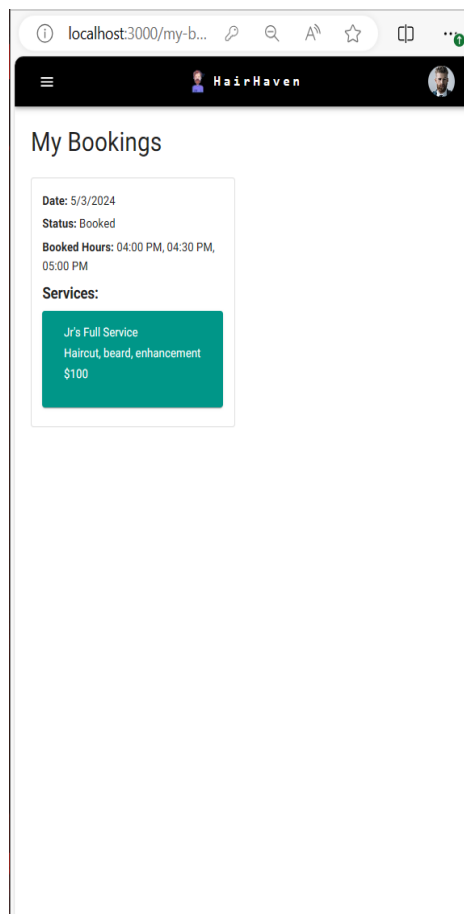 localhost:3000/my-b...
HairHaven
My Bookings
Date: 5/3/2024
Status: Booked
Booked Hours: 04:00 PM, 04:30 PM,
05:00 PM
Services:
Jr's Full Service
Haircut, beard, enhancement
$100